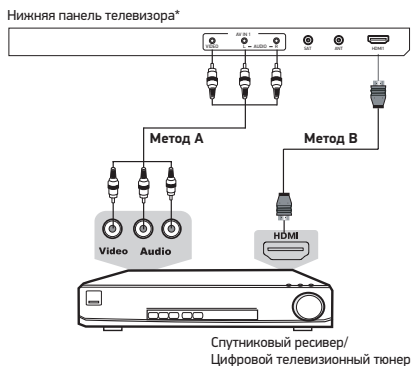 Нижняя панель телевизора*
AV IN 1
VIDEO L — AUDIO — R SAT ANT HDMI1
Метод A Метод B
Video Audio
HDMI
Спутниковый ресивер/
Цифровой телевизионный тюнер